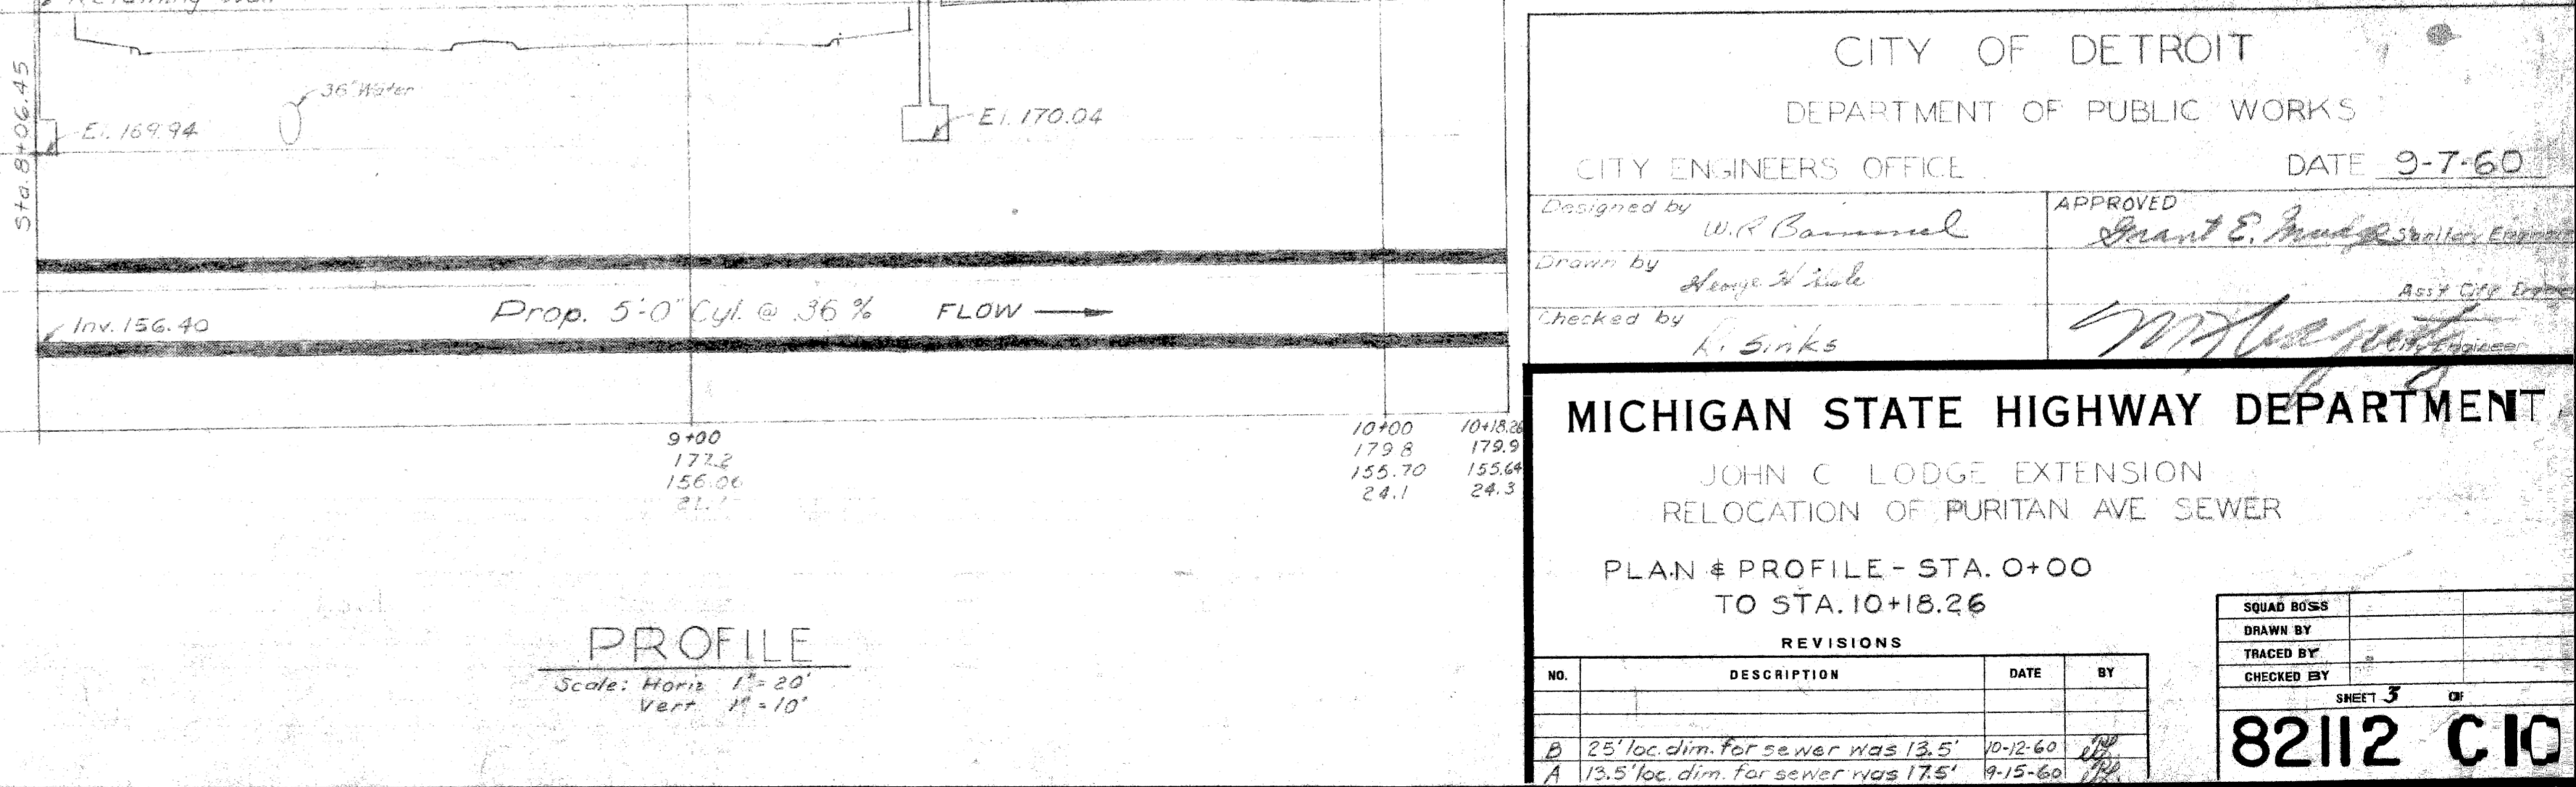 Retaining Wall
Sta. 8+06.45
36" Water
El. 169.94
El. 170.04
Inv. 156.40
Prop. 5'-0" Cyl. @ .36 % FLOW
9+00
177.2
156.06
10+00
179.8
155.70
24.1
10+18.26
179.9
155.64
24.3
PROFILE
Scale: Horiz 1"=20'
Vert 1"=10'
CITY OF DETROIT
DEPARTMENT OF PUBLIC WORKS
CITY ENGINEERS OFFICE DATE 9-7-60
Designed by
W.R.
APPROVED
Grant E. Sanitary
Drawn by
George H
Ass't City
Checked by
Sinks
City Engineer
MICHIGAN STATE HIGHWAY DEPARTMENT
JOHN C LODGE EXTENSION
RELOCATION OF PURITAN AVE SEWER
PLAN & PROFILE - STA. 0+00
TO STA. 10+18.26
REVISIONS
NO. DESCRIPTION DATE BY
B 25' loc. dim. for sewer was 13.5' 10-12-60
A 13.5' loc. dim. for sewer was 17.5' 9-15-60
SQUAD BOSS
DRAWN BY
TRACED BY
CHECKED BY
SHEET 3 OF
82112 C10